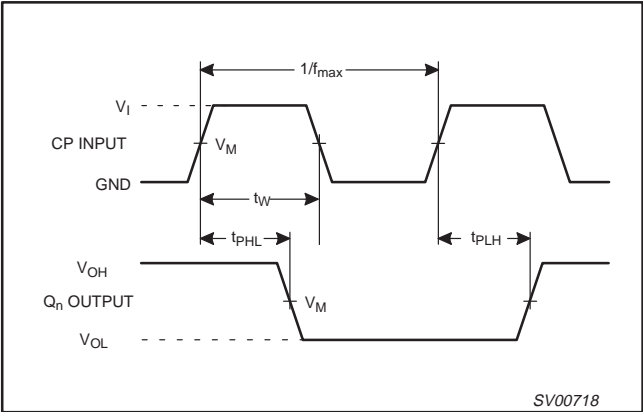 1/fmax
VI
CP INPUT
VM
GND
tW
tPHL
tPLH
VOH
Qn OUTPUT
VM
VOL
SV00718